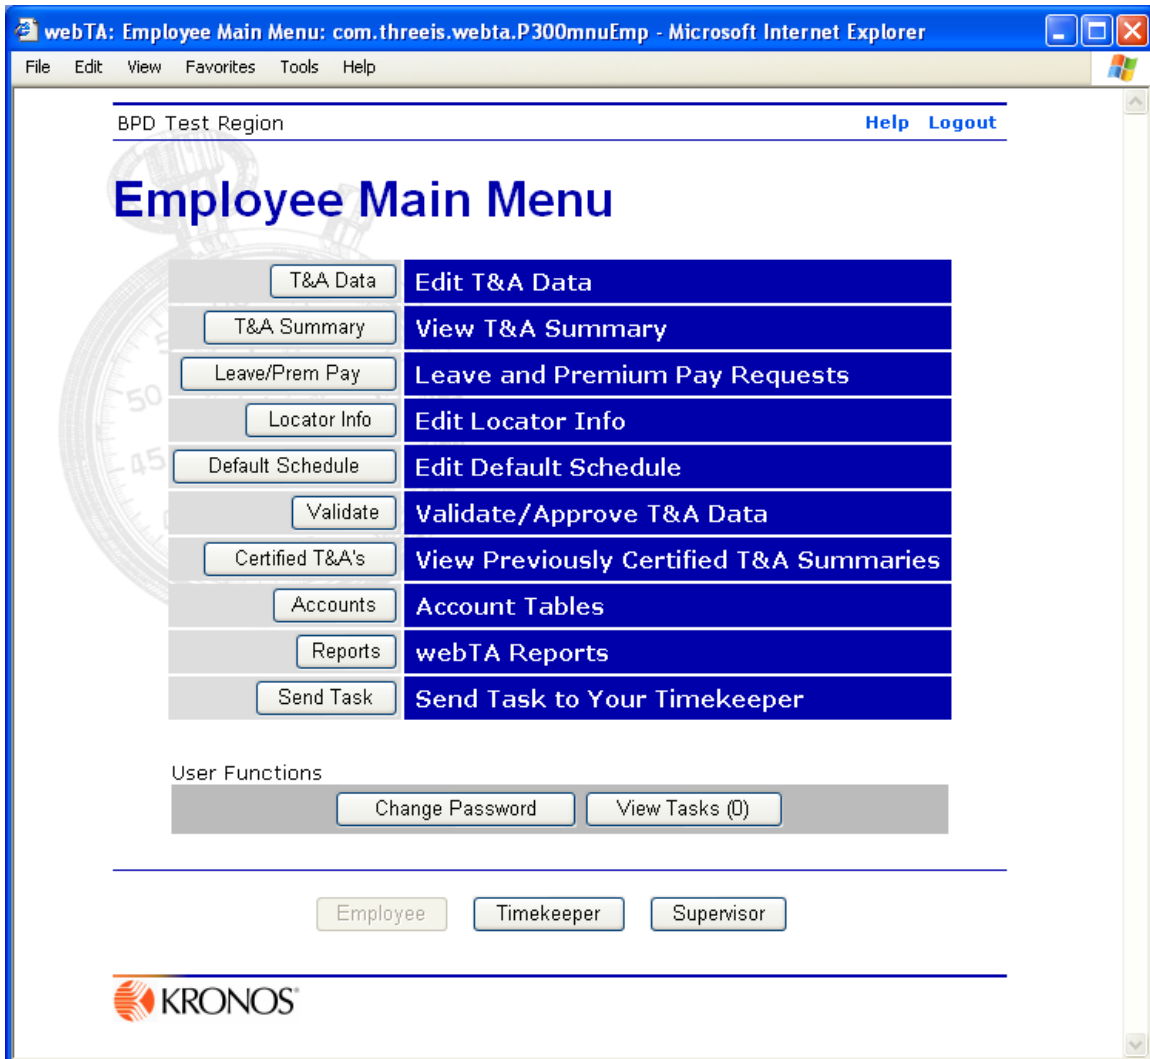 webTA: Employee Main Menu: com.threeis.webta.P300mnuEmp - Microsoft Internet Explorer
File Edit View Favorites Tools Help
BPD Test Region Help Logout
Employee Main Menu
T&A Data Edit T&A Data
T&A Summary View T&A Summary
Leave/Prem Pay Leave and Premium Pay Requests
Locator Info Edit Locator Info
Default Schedule Edit Default Schedule
Validate Validate/Approve T&A Data
Certified T&A's View Previously Certified T&A Summaries
Accounts Account Tables
Reports webTA Reports
Send Task Send Task to Your Timekeeper
User Functions
Change Password View Tasks (0)
Employee Timekeeper Supervisor
KRONOS®
50
45